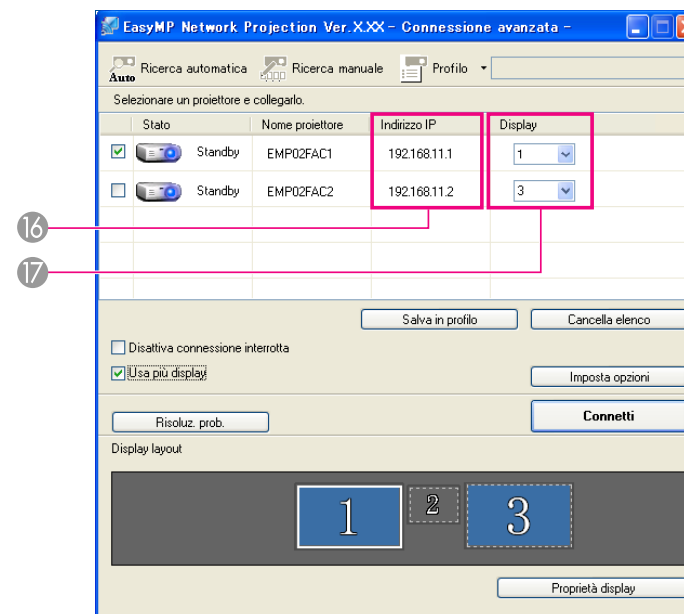 EasyMP Network Projection Ver.X.XX - Connessione avanzata -
Auto Ricerca automatica Ricerca manuale Profilo
Selezionare un proiettore e collegarlo.
Stato Nome proiettore Indirizzo IP Display
Standby EMP02FAC1 192.168.11.1 1
Standby EMP02FAC2 192.168.11.2 3
16
17
Salva in profilo Cancella elenco
Disattiva connessione interrotta
Usa più display
Imposta opzioni
Risoluz. prob. Connetti
Display layout
1 2 3
Proprietà display